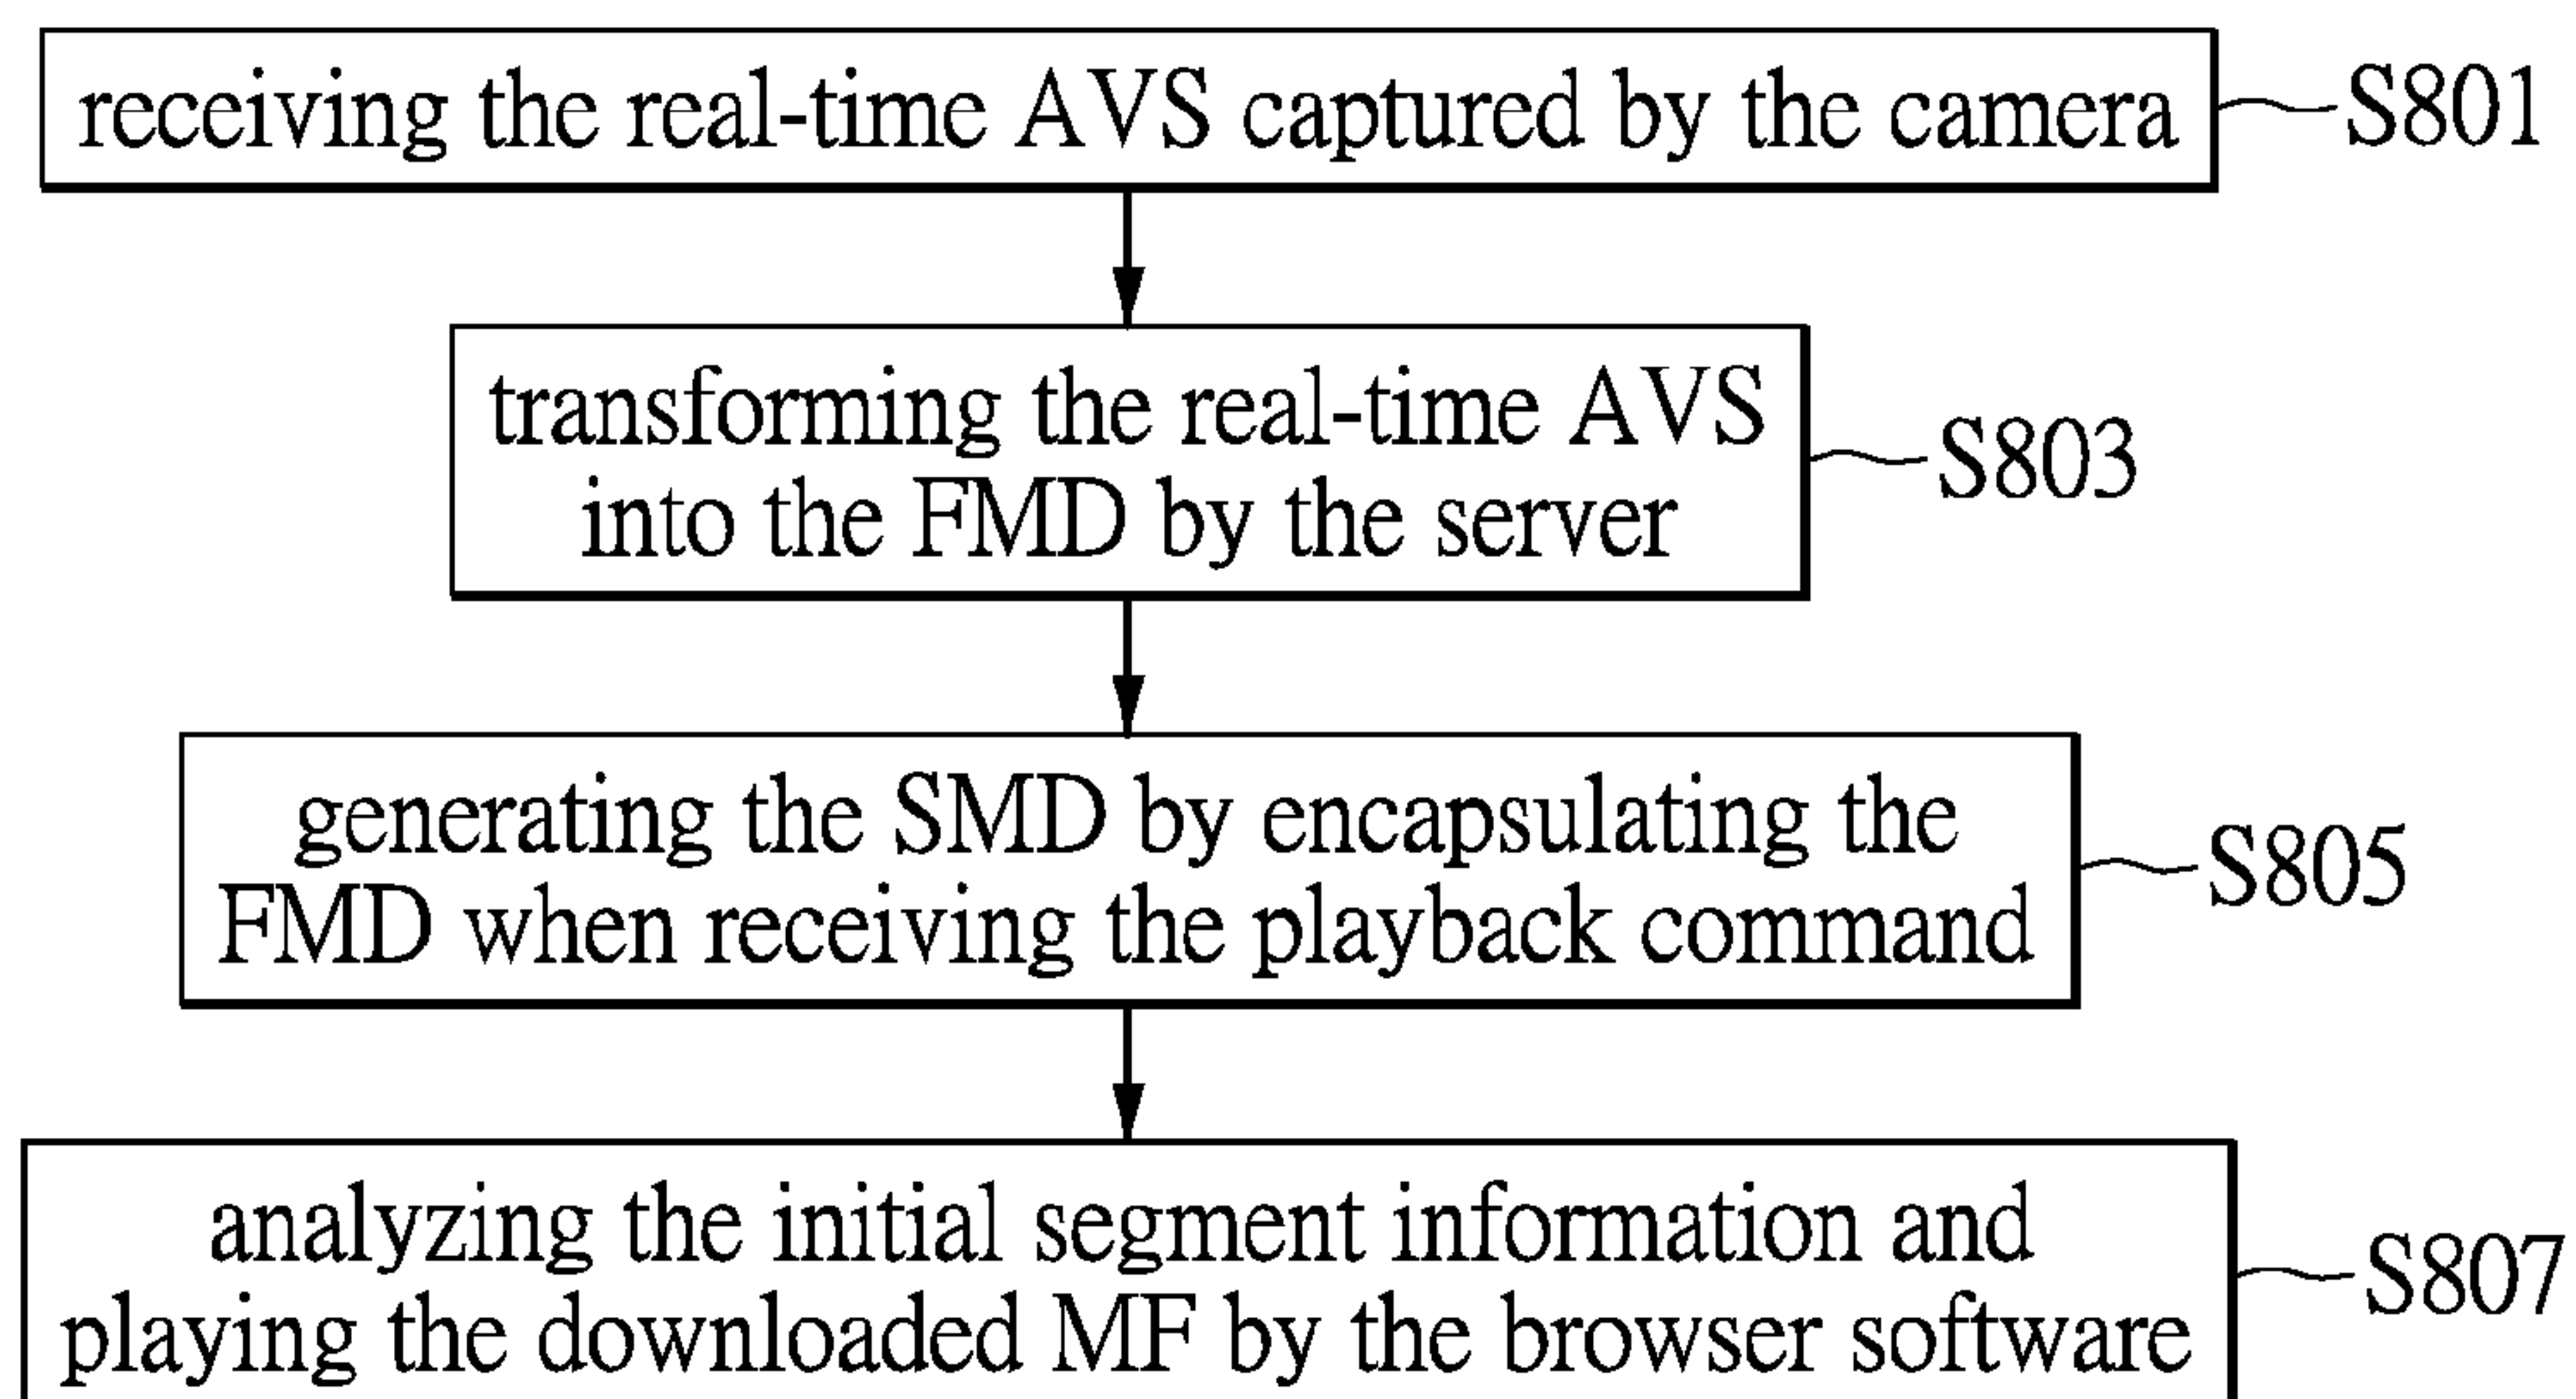 receiving the real-time AVS captured by the camera
S801
transforming the real-time AVS
into the FMD by the server
S803
generating the SMD by encapsulating the
FMD when receiving the playback command
S805
analyzing the initial segment information and
playing the downloaded MF by the browser software
S807